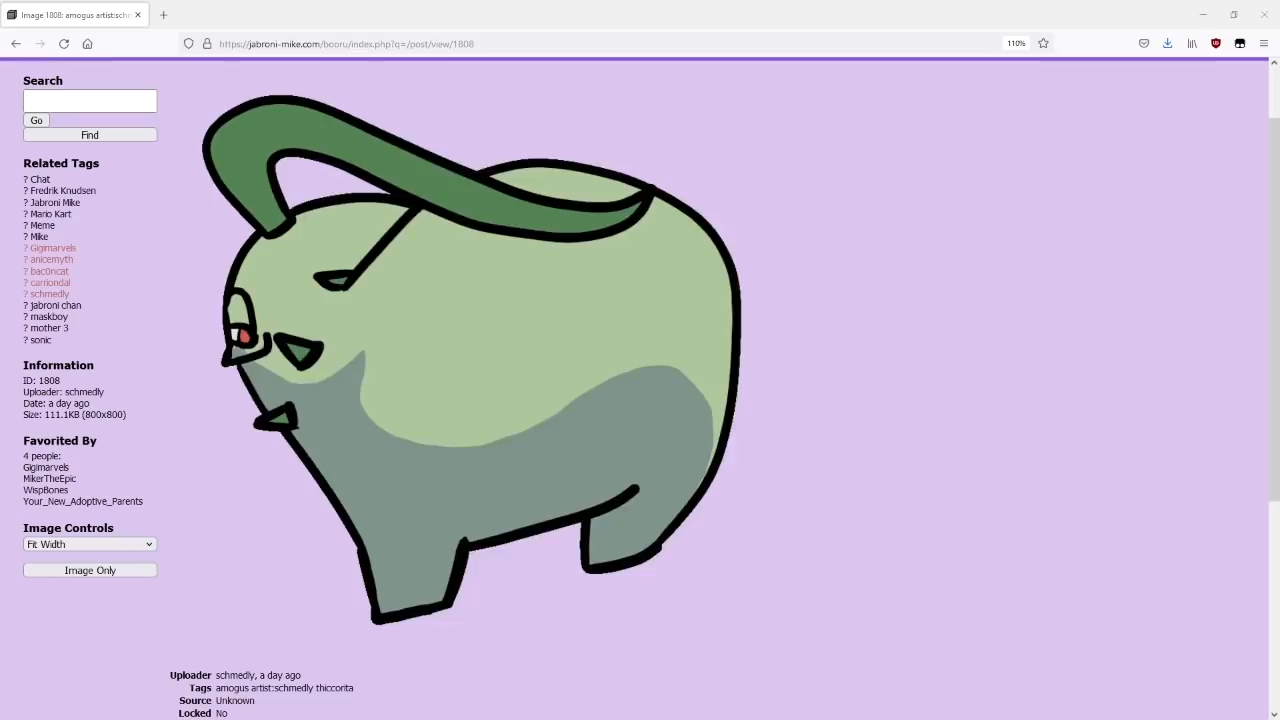 Image 1808: amogus artist:schm
https://jabroni-mike.com/booru/index.php?q=/post/view/1808
110%
Search
Go
Find
Related Tags
? Chat
? Fredrik Knudsen
? Jabroni Mike
? Mario Kart
? Meme
? Mike
? Gigimarvels
? anicemyth
? bac0ncat
? carriondal
? schmedly
? jabroni chan
? maskboy
? mother 3
? sonic
Information
ID: 1808
Uploader: schmedly
Date: a day ago
Size: 111.1KB (800x800)
Favorited By
4 people:
Gigimarvels
MikerTheEpic
WispBones
Your_New_Adoptive_Parents
Image Controls
Fit Width
Image Only
Uploader schmedly, a day ago
Tags amogus artist:schmedly thiccorita
Source Unknown
Locked No